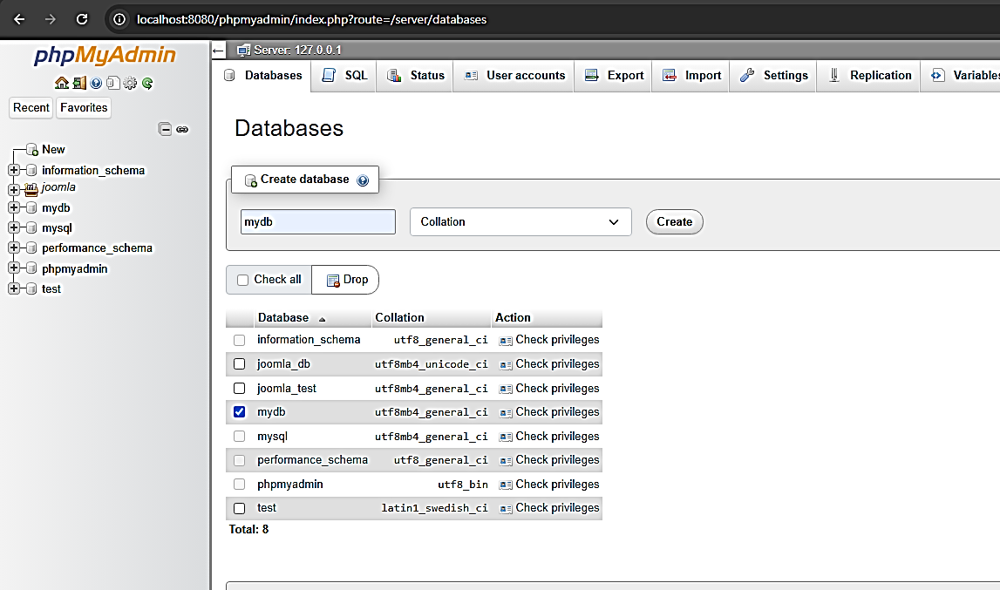 localhost:8080/phpmyadmin/index.php?route=/server/databases
phpMyAdmin
Recent Favorites
New
information_schema
joomla
mydb
mysql
performance_schema
phpmyadmin
test
Server: 127.0.0.1
Databases SQL Status User accounts Export Import Settings Replication Variables
Databases
Create database
mydb Collation Create
Check all Drop
Database Collation Action
information_schema utf8_general_ci Check privileges
joomla_db utf8mb4_unicode_ci Check privileges
joomla_test utf8mb4_general_ci Check privileges
mydb utf8mb4_general_ci Check privileges
mysql utf8mb4_general_ci Check privileges
performance_schema utf8_general_ci Check privileges
phpmyadmin utf8_bin Check privileges
test latin1_swedish_ci Check privileges
Total: 8